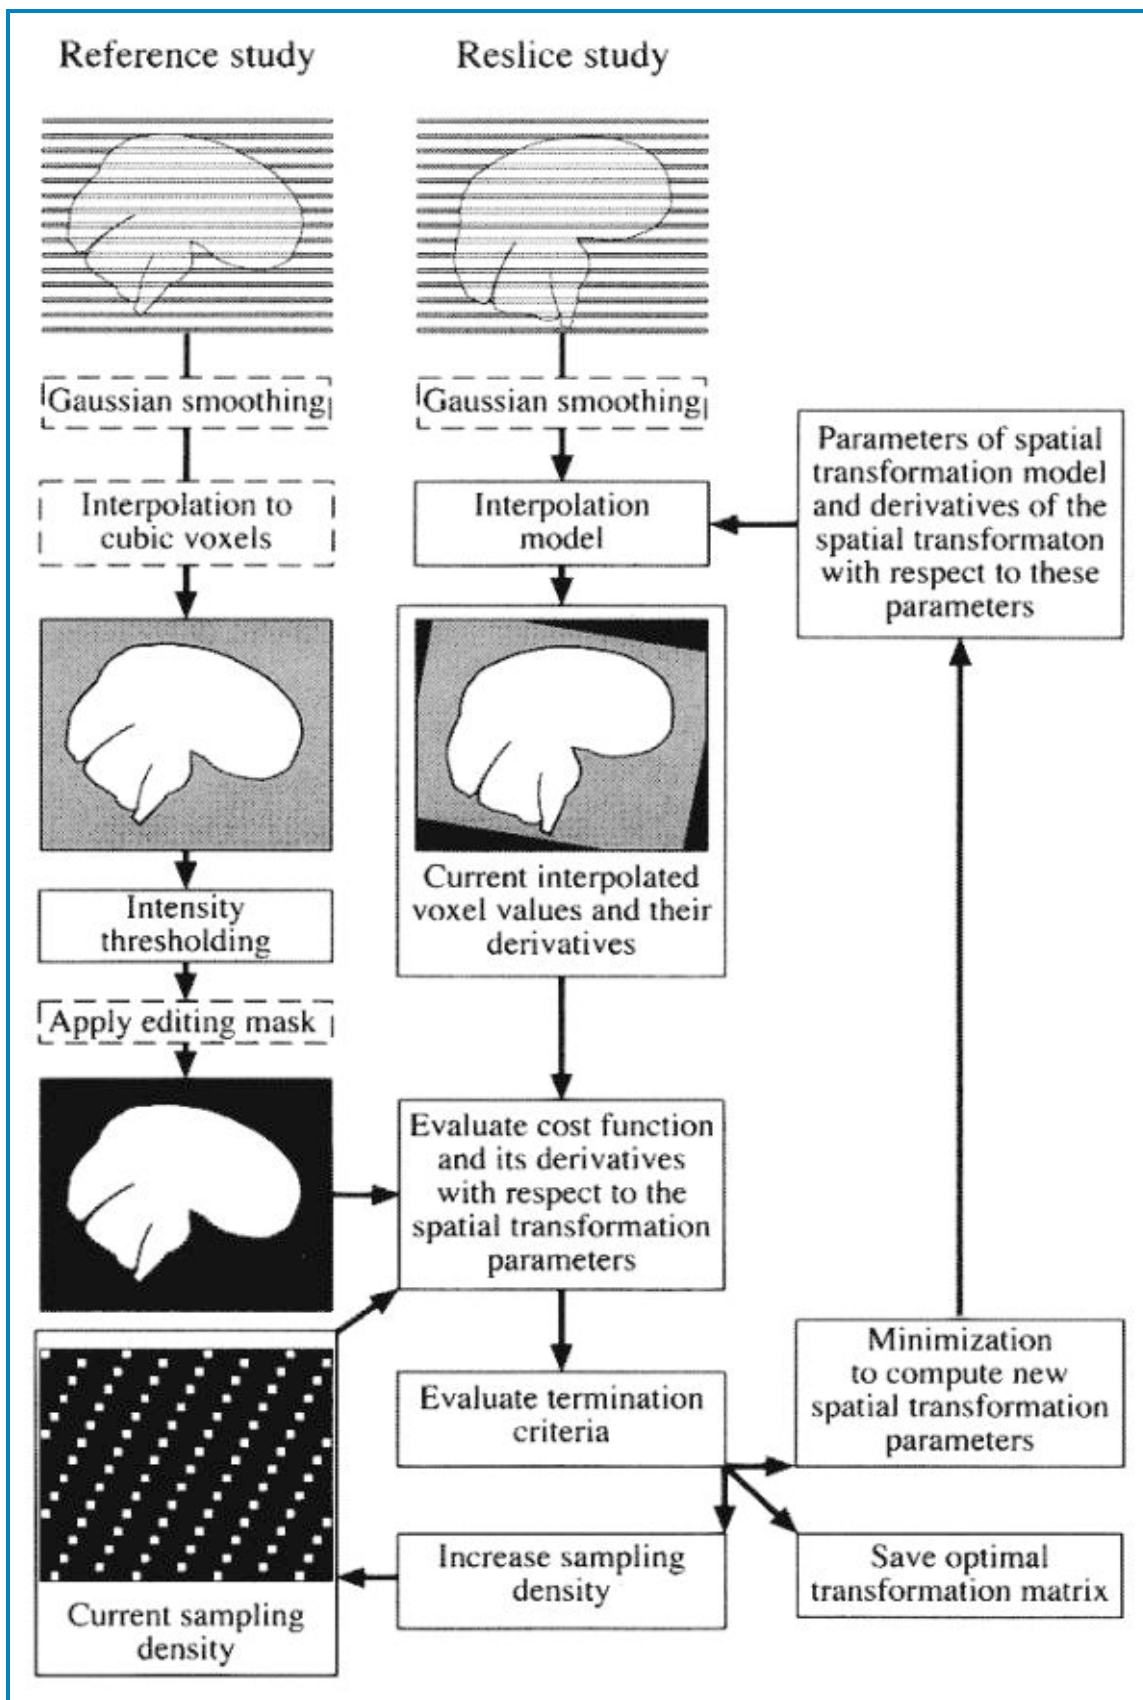 Reference study
Reslice study
Gaussian smoothing
Gaussian smoothing
Interpolation to
cubic voxels
Interpolation
model
Parameters of spatial
transformation model
and derivatives of the
spatial transformaton
with respect to these
parameters
Current interpolated
voxel values and their
derivatives
Intensity
thresholding
Apply editing mask
Evaluate cost function
and its derivatives
with respect to the
spatial transformation
parameters
Evaluate termination
criteria
Minimization
to compute new
spatial transformation
parameters
Increase sampling
density
Save optimal
transformation matrix
Current sampling
density